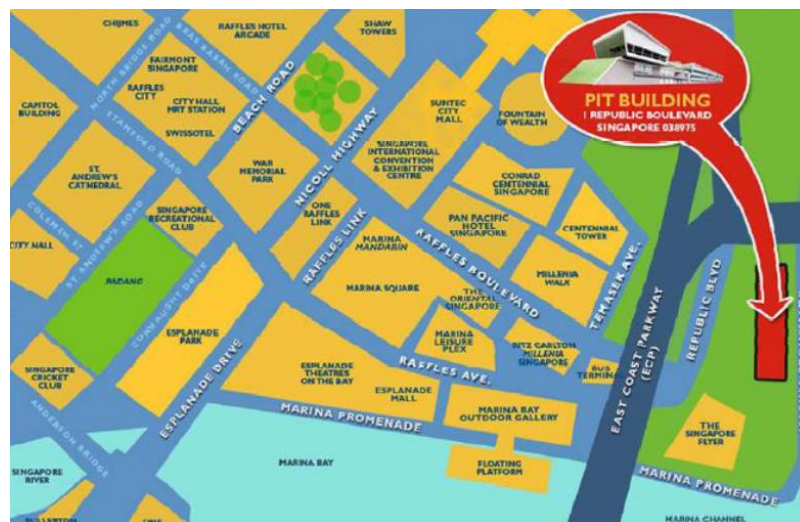 CHIJMES
RAFFLES HOTEL
ARCADE
SHAW
TOWERS
NORTH BRIDGE ROAD
BRAS BASAH ROAD
FAIRMONT
SINGAPORE
RAFFLES
CITY
CITY HALL
MRT STATION
SWISSOTEL
BEACH ROAD
CAPITOL
BUILDING
STAMFORD ROAD
NICOLL HIGHWAY
SUNTEC
CITY
MALL
FOUNTAIN
OF WEALTH
PIT BUILDING
1 REPUBLIC BOULEVARD
SINGAPORE 038975
SINGAPORE
INTERNATIONAL
CONVENTION
& EXHIBITION
CENTRE
ST.
ANDREW'S
CATHEDRAL
WAR
MEMORIAL
PARK
CONRAD
CENTENNIAL
SINGAPORE
COLEMEN ST
ST. ANDREW'S ROAD
SINGAPORE
RECREATIONAL
CLUB
ONE
RAFFLES
LINK
RAFFLES LINK
PAN PACIFIC
HOTEL
SINGAPORE
CENTENNIAL
TOWER
CITY HALL
MARINA
MANDARIN
RAFFLES BOULEVARD
TEMASEK AVE.
PADANG
CONNAUGHT DRIVE
MARINA SQUARE
MILLENIA
WALK
THE
ORIENTAL
SINGAPORE
REPUBLIC BLVD
ESPLANADE
PARK
MARINA
LEISURE
PLEX
RITZ CARLTON
MILLENIA
SINGAPORE
BUS
TERMINAL
EAST COAST PARKWAY
(ECP)
SINGAPORE
CRICKET
CLUB
ESPLANADE DRIVE
ESPLANADE
THEATRES
ON THE BAY
RAFFLES AVE.
ESPLANADE
MALL
MARINA PROMENADE
MARINA BAY
OUTDOOR GALLERY
THE
SINGAPORE
FLYER
ANDERSON BRIDGE
SINGAPORE
RIVER
MARINA BAY
FLOATING
PLATFORM
MARINA PROMENADE
MARINA CHANNEL
FULLERTON
ONE